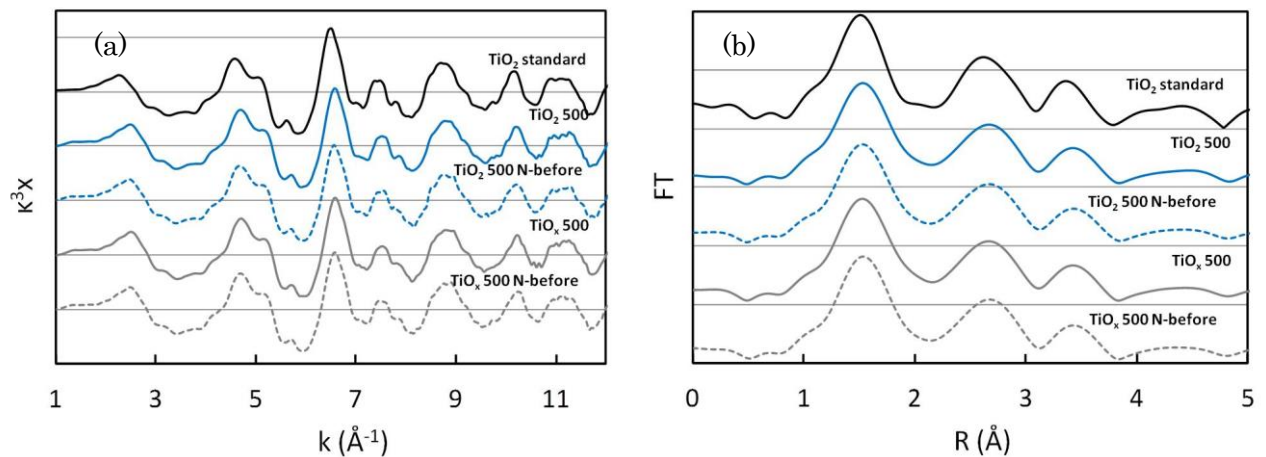 (a)
TiO₂ standard
TiO₂ 500
TiO₂ 500 N-before
TiOₓ 500
TiOₓ 500 N-before
κ³x
1 3 5 7 9 11
k (Å⁻¹)
(b)
TiO₂ standard
TiO₂ 500
TiO₂ 500 N-before
TiOₓ 500
TiOₓ 500 N-before
FT
0 1 2 3 4 5
R (Å)